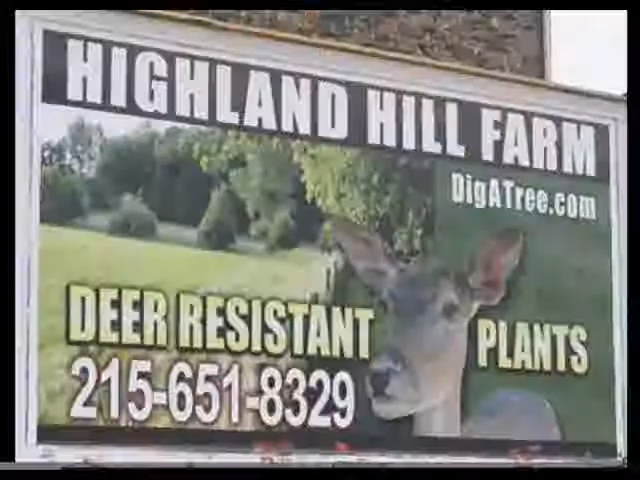 HIGHLAND HILL FARM
DigATree.com
DEER RESISTANT PLANTS
215-651-8329